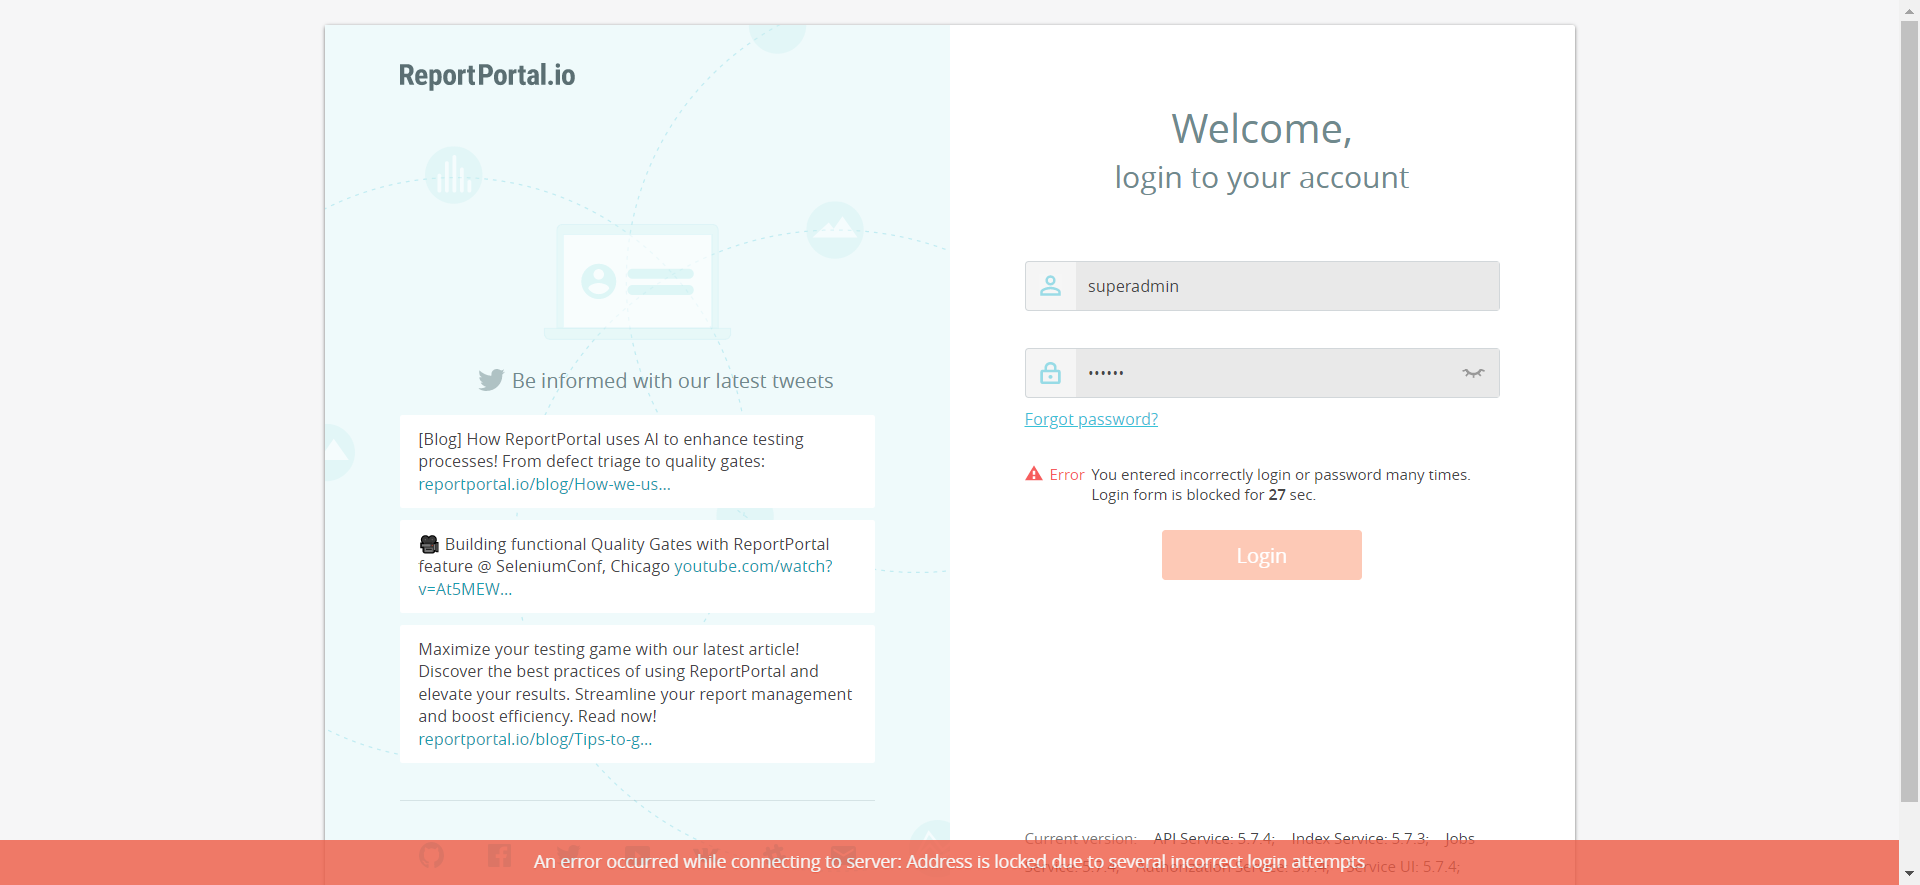 ReportPortal.io
Be informed with our latest tweets
[Blog] How ReportPortal uses AI to enhance testing
processes! From defect triage to quality gates:
reportportal.io/blog/How-we-us...
🎥 Building functional Quality Gates with ReportPortal
feature @ SeleniumConf, Chicago youtube.com/watch?
v=At5MEW...
Maximize your testing game with our latest article!
Discover the best practices of using ReportPortal and
elevate your results. Streamline your report management
and boost efficiency. Read now!
reportportal.io/blog/Tips-to-g...
Welcome,
login to your account
superadmin
••••••
Forgot password?
Error You entered incorrectly login or password many times.
Login form is blocked for 27 sec.
Login
Current version: API Service: 5.7.4; Index Service: 5.7.3; Jobs
Service: 5.7.4; Authorization Service: 5.7.4; Service UI: 5.7.4;
An error occurred while connecting to server: Address is locked due to several incorrect login attempts